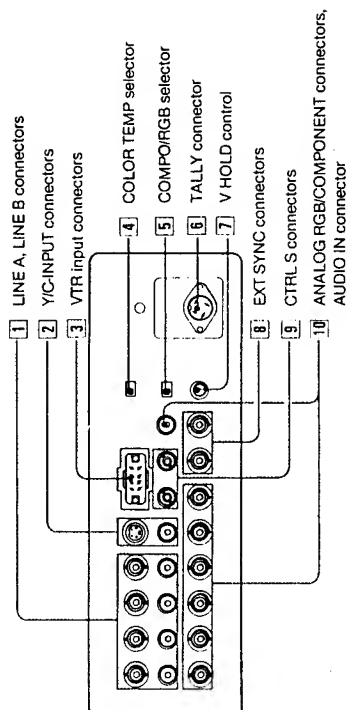 1 LINE A, LINE B connectors
2 Y/C-INPUT connectors
3 VTR input connectors
4 COLOR TEMP selector
5 COMPO/RGB selector
6 TALLY connector
7 V HOLD control
8 EXT SYNC connectors
9 CTRL S connectors
10 ANALOG RGB/COMPONENT connectors,
AUDIO IN connector